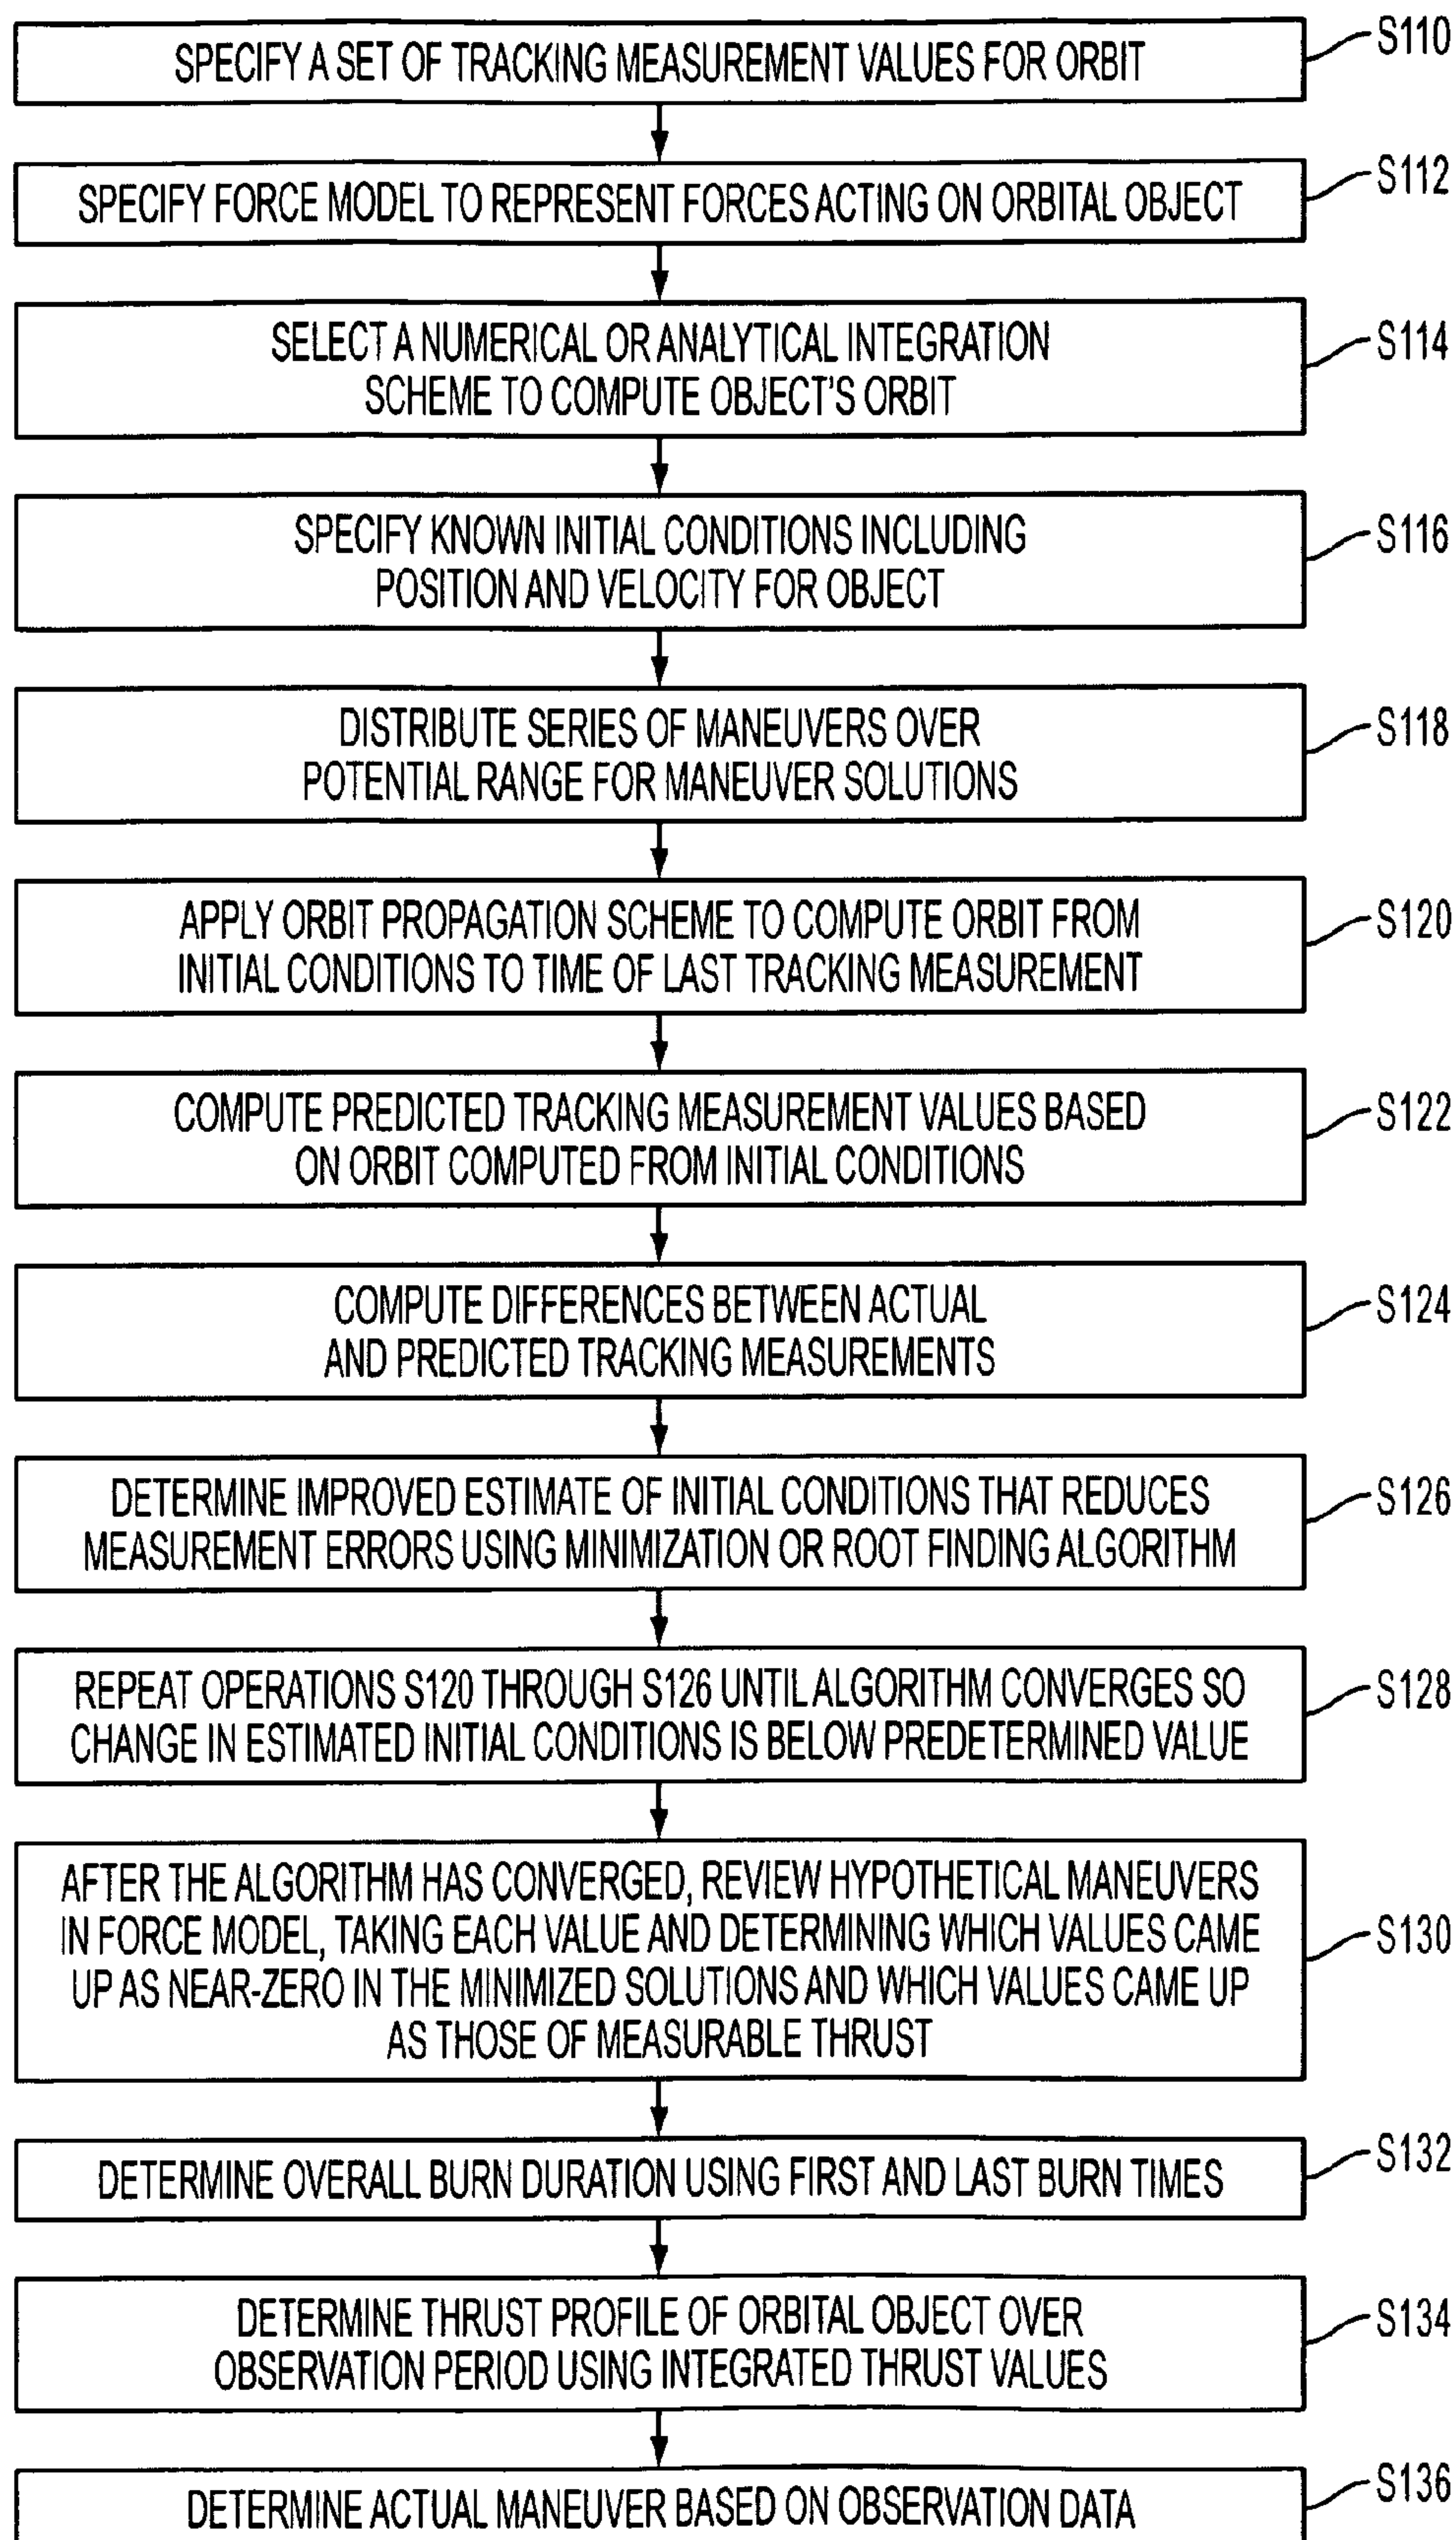 SPECIFY A SET OF TRACKING MEASUREMENT VALUES FOR ORBIT
S110
SPECIFY FORCE MODEL TO REPRESENT FORCES ACTING ON ORBITAL OBJECT
S112
SELECT A NUMERICAL OR ANALYTICAL INTEGRATION
SCHEME TO COMPUTE OBJECT'S ORBIT
S114
SPECIFY KNOWN INITIAL CONDITIONS INCLUDING
POSITION AND VELOCITY FOR OBJECT
S116
DISTRIBUTE SERIES OF MANEUVERS OVER
POTENTIAL RANGE FOR MANEUVER SOLUTIONS
S118
APPLY ORBIT PROPAGATION SCHEME TO COMPUTE ORBIT FROM
INITIAL CONDITIONS TO TIME OF LAST TRACKING MEASUREMENT
S120
COMPUTE PREDICTED TRACKING MEASUREMENT VALUES BASED
ON ORBIT COMPUTED FROM INITIAL CONDITIONS
S122
COMPUTE DIFFERENCES BETWEEN ACTUAL
AND PREDICTED TRACKING MEASUREMENTS
S124
DETERMINE IMPROVED ESTIMATE OF INITIAL CONDITIONS THAT REDUCES
MEASUREMENT ERRORS USING MINIMIZATION OR ROOT FINDING ALGORITHM
S126
REPEAT OPERATIONS S120 THROUGH S126 UNTIL ALGORITHM CONVERGES SO
CHANGE IN ESTIMATED INITIAL CONDITIONS IS BELOW PREDETERMINED VALUE
S128
AFTER THE ALGORITHM HAS CONVERGED, REVIEW HYPOTHETICAL MANEUVERS
IN FORCE MODEL, TAKING EACH VALUE AND DETERMINING WHICH VALUES CAME
UP AS NEAR-ZERO IN THE MINIMIZED SOLUTIONS AND WHICH VALUES CAME UP
AS THOSE OF MEASURABLE THRUST
S130
DETERMINE OVERALL BURN DURATION USING FIRST AND LAST BURN TIMES
S132
DETERMINE THRUST PROFILE OF ORBITAL OBJECT OVER
OBSERVATION PERIOD USING INTEGRATED THRUST VALUES
S134
DETERMINE ACTUAL MANEUVER BASED ON OBSERVATION DATA
S136